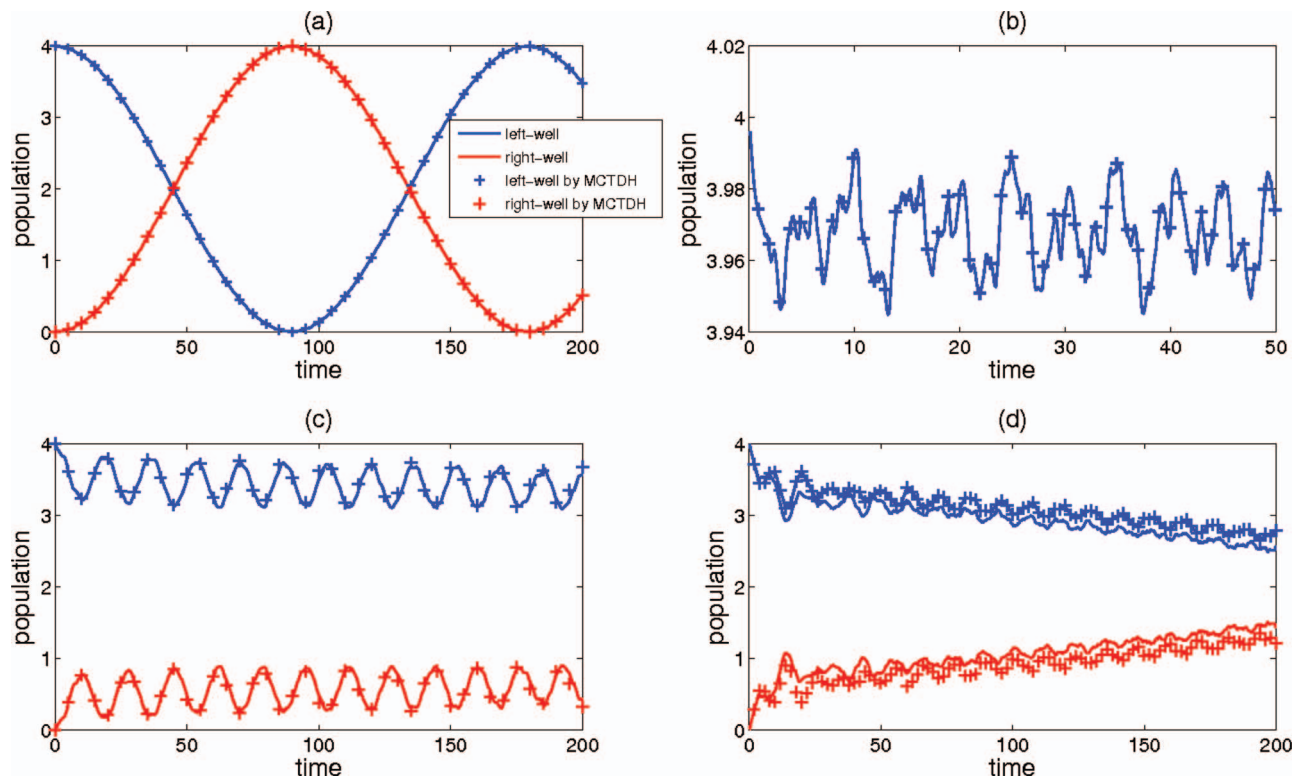 (a)
4
3
2
1
0
population
0 50 100 150 200
time
left-well
right-well
left-well by MCTDH
right-well by MCTDH
(b)
4.02
4
3.98
3.96
3.94
population
0 10 20 30 40 50
time
(c)
4
3
2
1
0
population
0 50 100 150 200
time
(d)
4
3
2
1
0
population
0 50 100 150 200
time